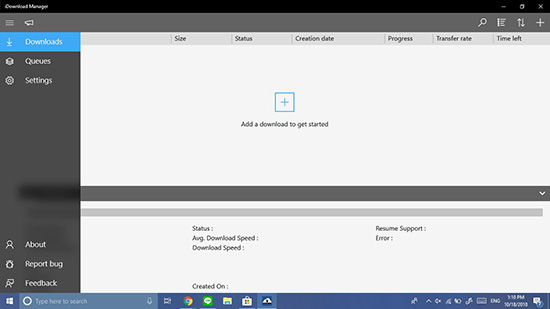 iDownload Manager
Downloads
Size Status Creation date Progress Transfer rate Time left
Queues
Settings
Add a download to get started
Status :
Resume Support :
Avg. Download Speed :
Error :
Download Speed :
Created On :
About
Report bug
Feedback
Type here to search
1:10 PM
10/18/2018